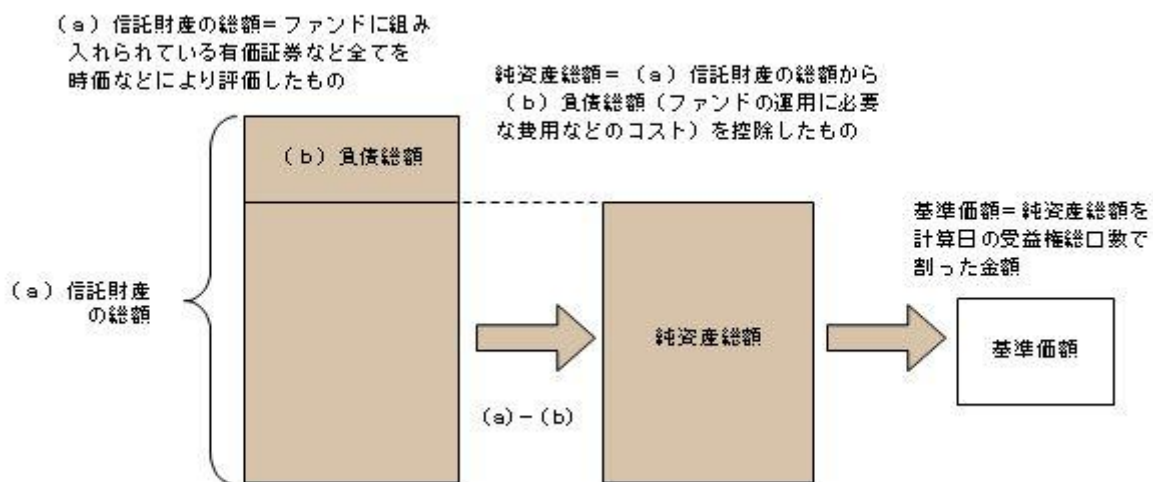 (a)信託財産の総額=ファンドに組み
入れられている有価証券など全てを
時価などにより評価したもの
純資産総額=(a)信託財産の総額から
(b)負債総額(ファンドの運用に必要
な費用などのコスト)を控除したもの
(b)負債総額
基準価額=純資産総額を
計算日の受益権総口数で
割った金額
(a)信託財産
の総額
純資産総額
基準価額
(a)-(b)